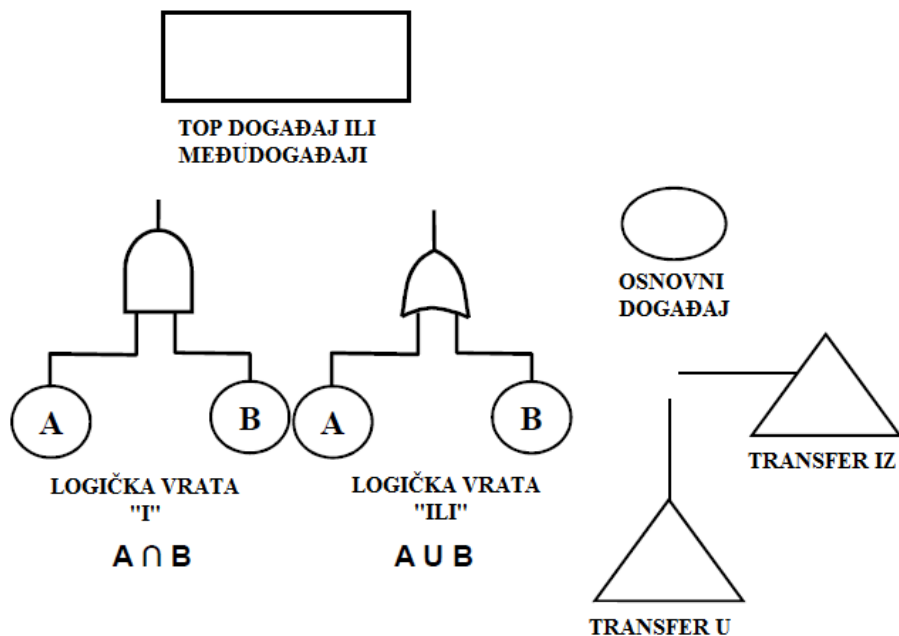 TOP DOGAĐAJ ILI
MEĐUDOGAĐAJI
OSNOVNI
DOGAĐAJ
A
B
A
B
LOGIČKA VRATA
"I"
A ∩ B
LOGIČKA VRATA
"ILI"
A U B
TRANSFER IZ
TRANSFER U